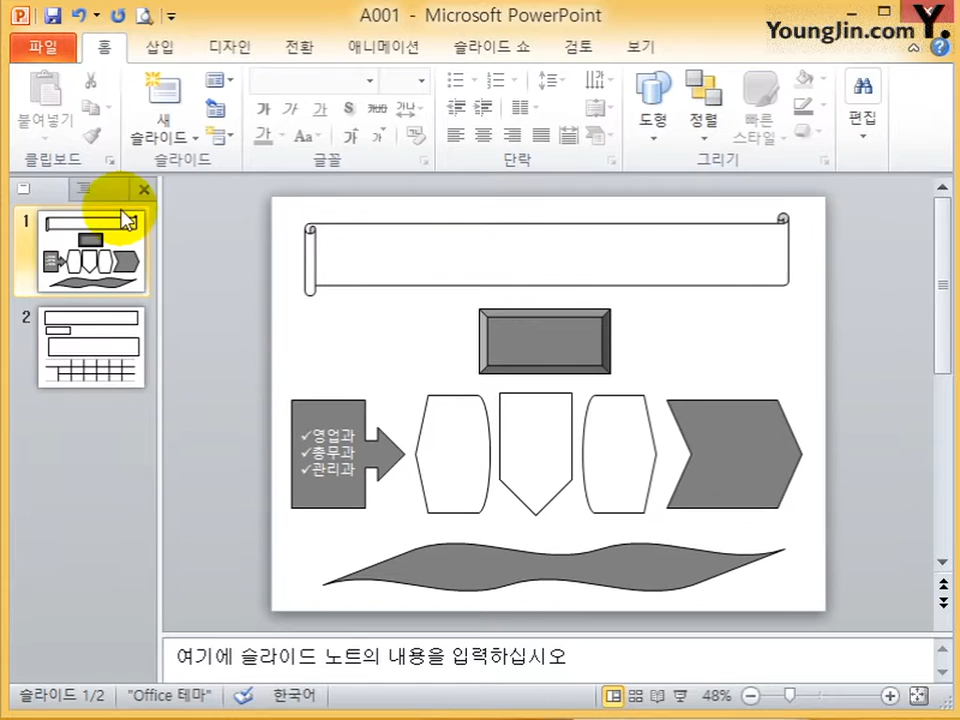 A001 - Microsoft PowerPoint
YoungJin.com Y.
파일 홈 삽입 디자인 전환 애니메이션 슬라이드 쇼 검토 보기
붙여넣기
새 슬라이드
가 가 가 S 가나
가 Aa 가 가
도형 정렬 빠른 스타일 편집
클립보드 슬라이드 글꼴 단락 그리기
1
2
✓영업과
✓총무과
✓관리과
여기에 슬라이드 노트의 내용을 입력하십시오
슬라이드 1/2 "Office 테마" 한국어 48%